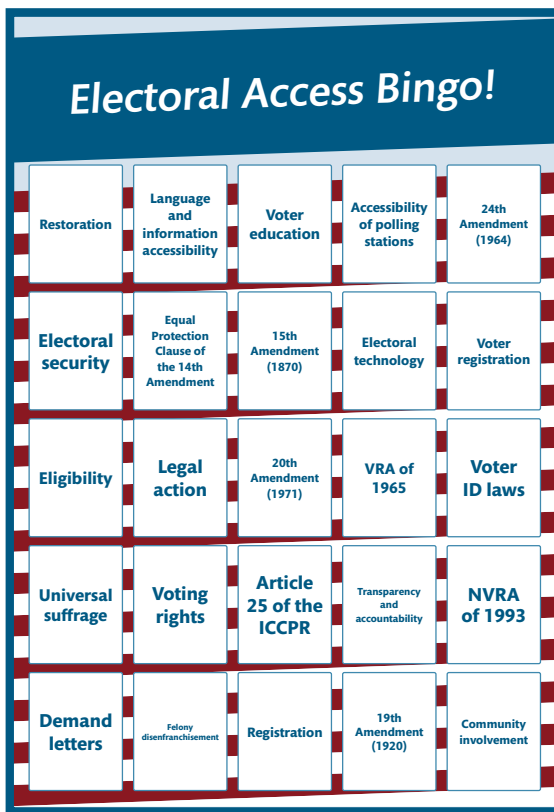 Electoral Access Bingo!
Restoration
Language
and
information
accessibility
Voter
education
Accessibility
of polling
stations
24th
Amendment
(1964)
Electoral
security
Equal
Protection
Clause of
the 14th
Amendment
15th
Amendment
(1870)
Electoral
technology
Voter
registration
Eligibility
Legal
action
20th
Amendment
(1971)
VRA of
1965
Voter
ID laws
Universal
suffrage
Voting
rights
Article
25 of the
ICCPR
Transparency
and
accountability
NVRA
of 1993
Demand
letters
Felony
disenfranchisement
Registration
19th
Amendment
(1920)
Community
involvement